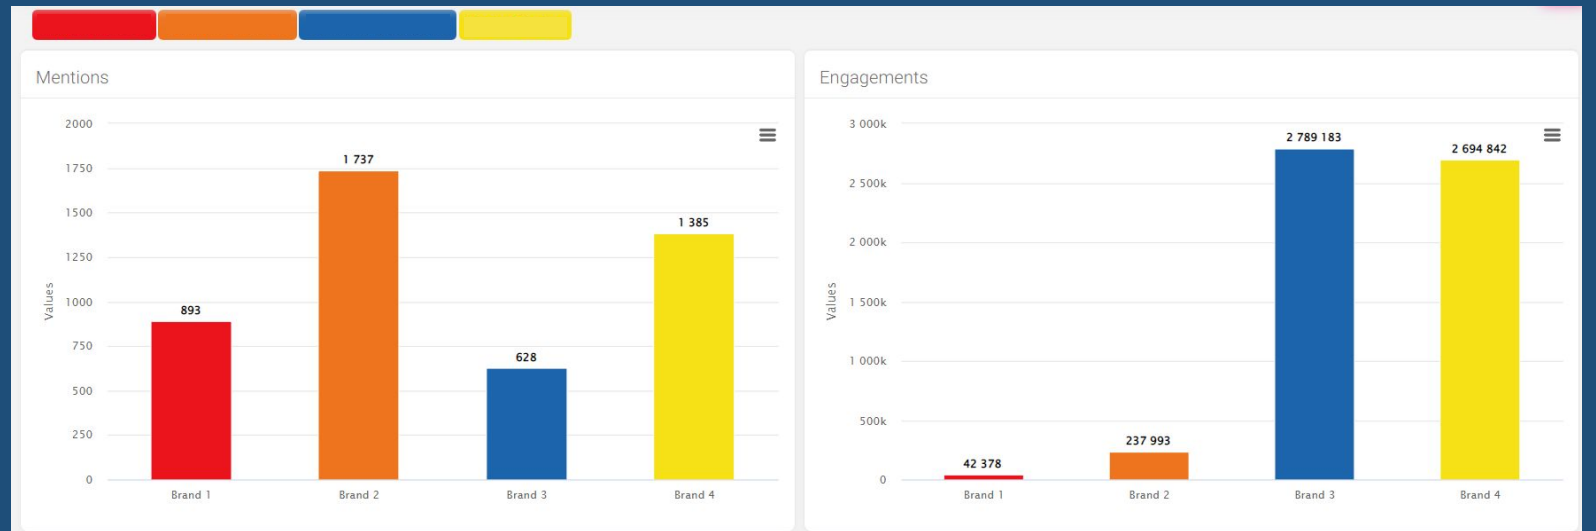 Mentions
2000
1750
1500
1250
1000
750
500
250
0
Values
893
1 737
628
1 385
Brand 1
Brand 2
Brand 3
Brand 4
Engagements
3 000k
2 500k
2 000k
1 500k
1 000k
500k
0
Values
42 378
237 993
2 789 183
2 694 842
Brand 1
Brand 2
Brand 3
Brand 4